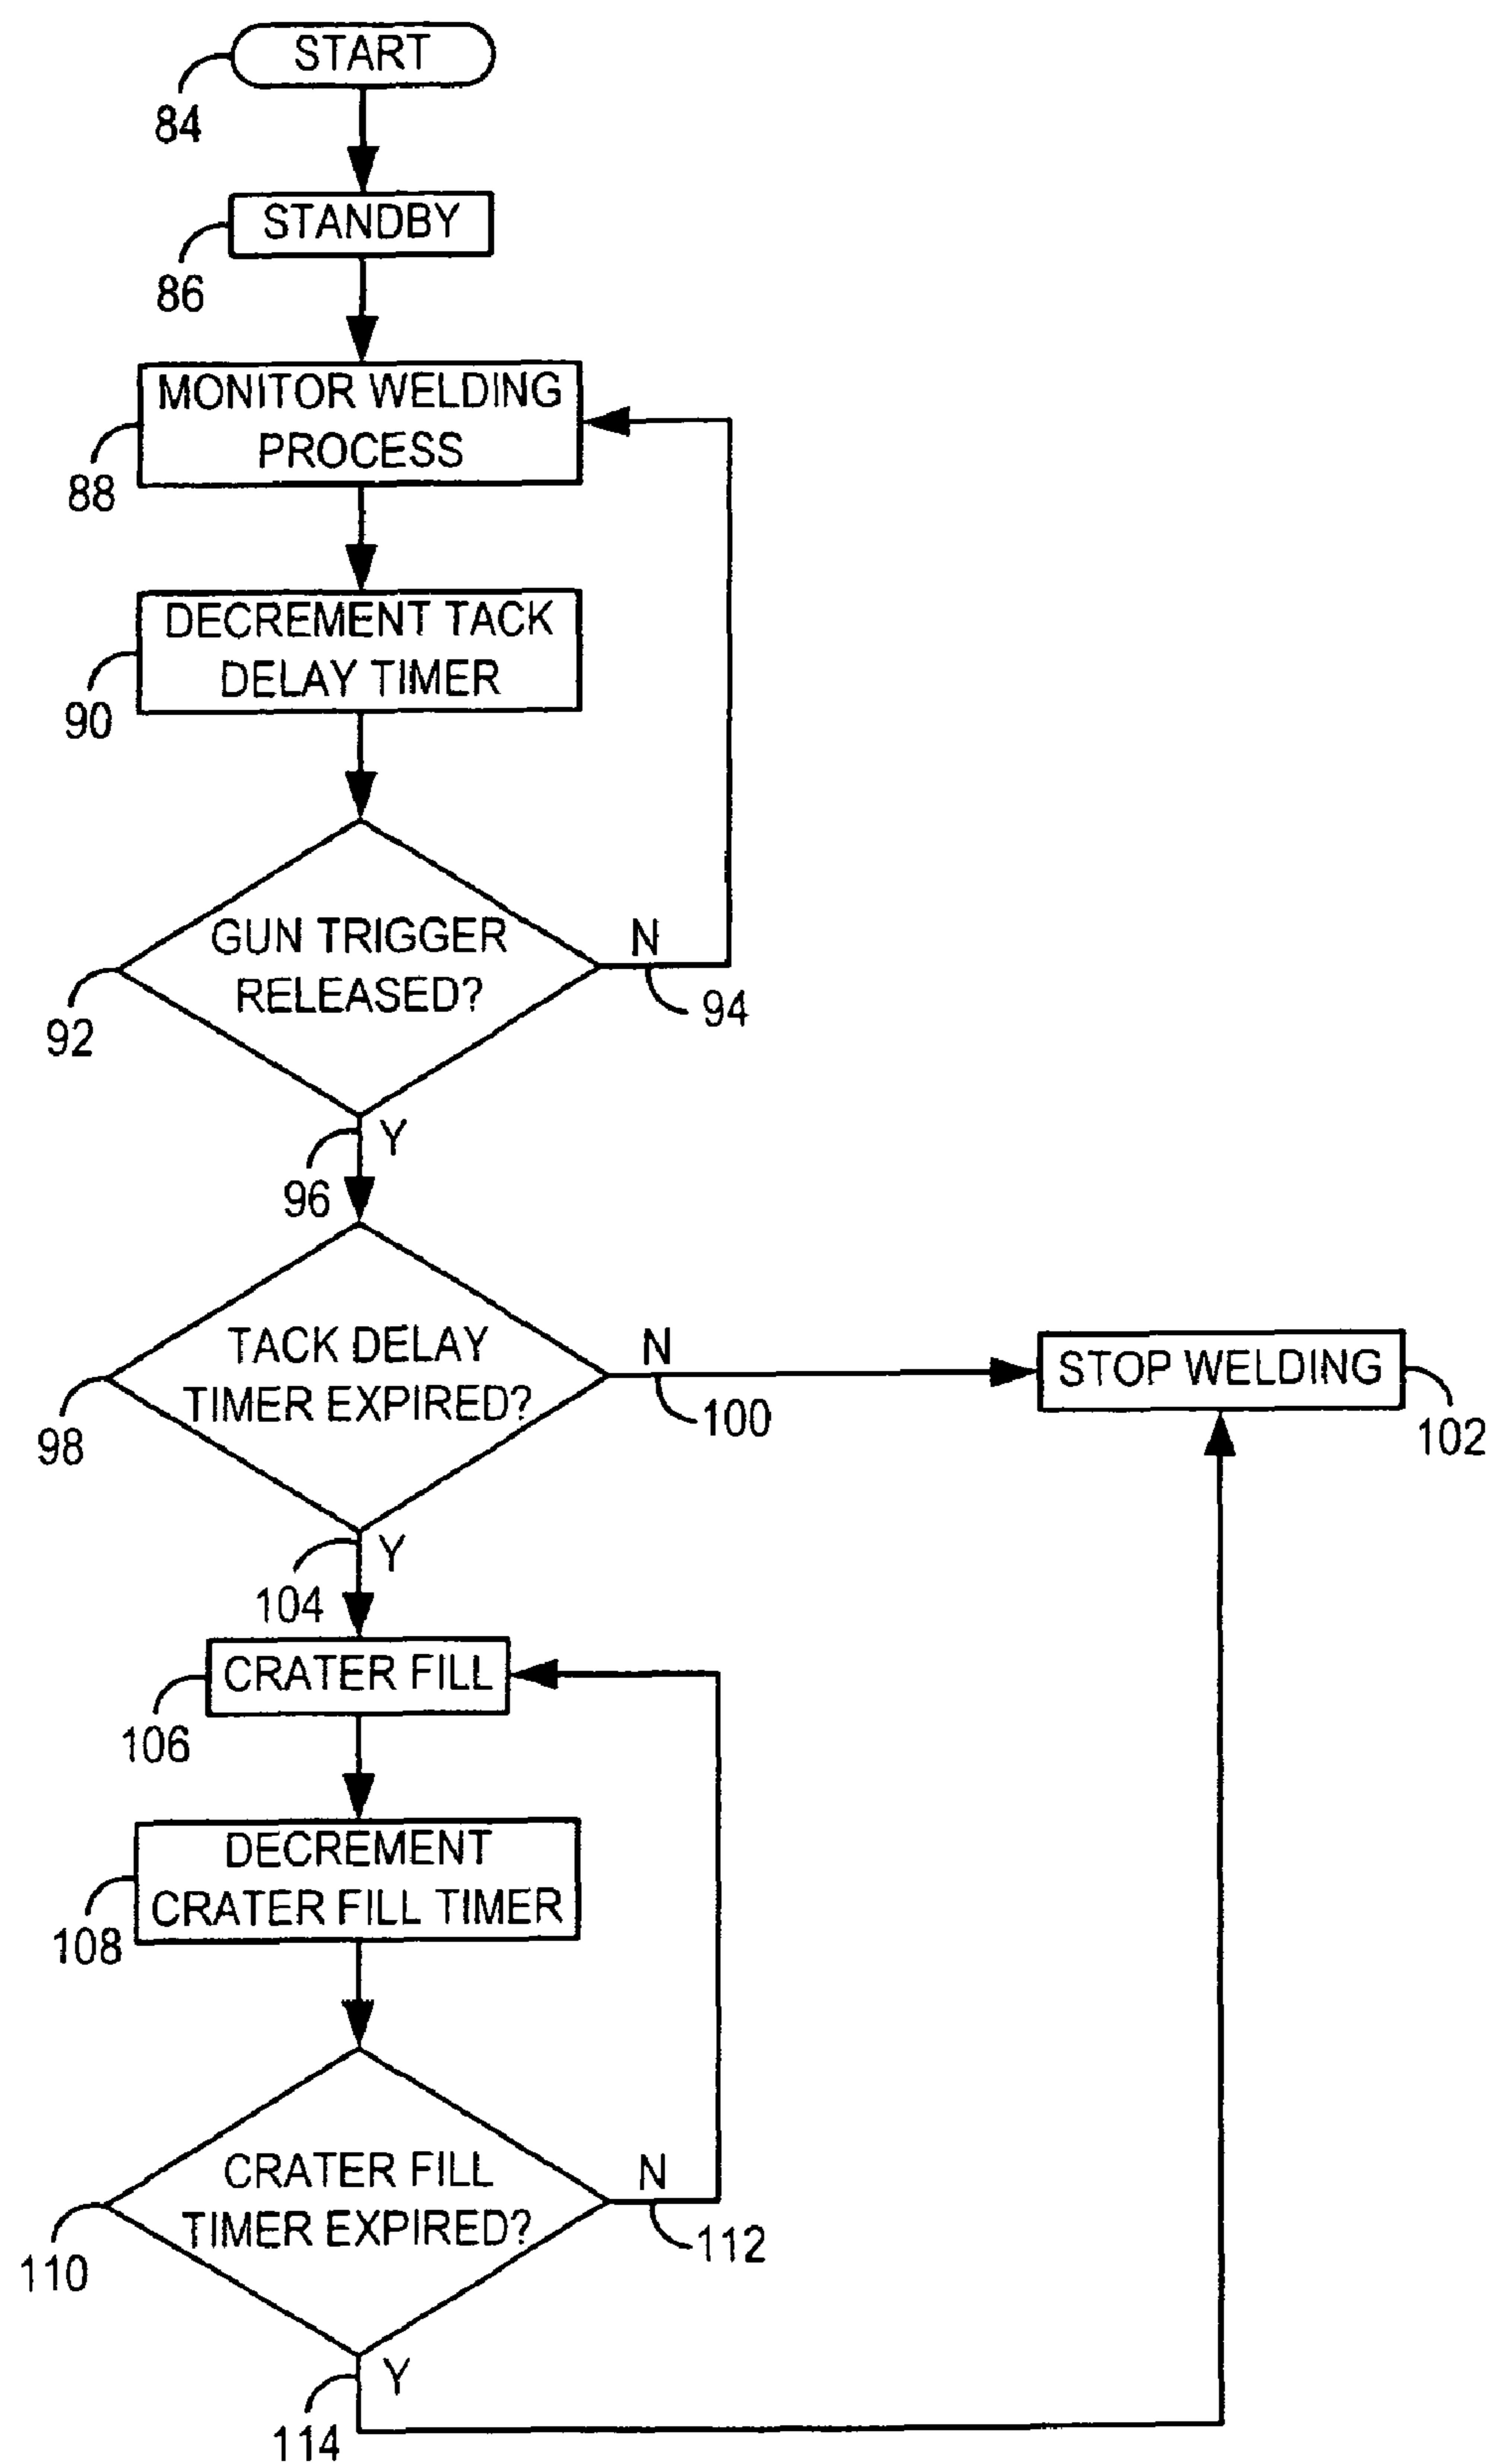 START
84
STANDBY
86
MONITOR WELDING
PROCESS
88
DECREMENT TACK
DELAY TIMER
90
GUN TRIGGER
RELEASED?
N
92
94
Y
96
TACK DELAY
TIMER EXPIRED?
N
STOP WELDING
98
100
102
Y
104
CRATER FILL
106
DECREMENT
CRATER FILL TIMER
108
CRATER FILL
TIMER EXPIRED?
N
110
112
Y
114